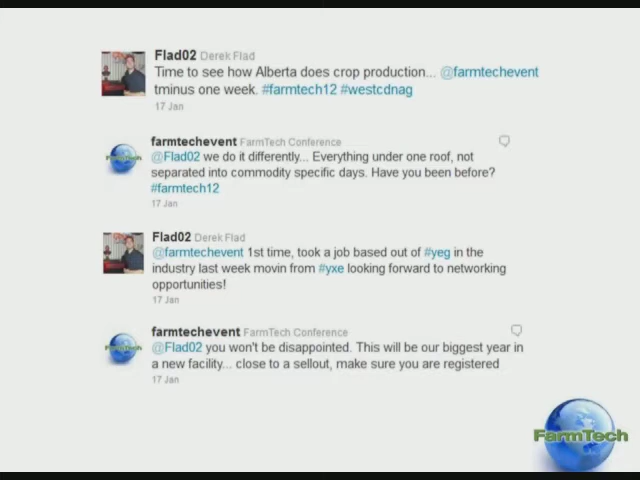 Flad02 Derek Flad
Time to see how Alberta does crop production... @farmtechevent
tminus one week. #farmtech12 #westcdnag
17 Jan
farmtechevent FarmTech Conference
@Flad02 we do it differently... Everything under one roof, not
separated into commodity specific days. Have you been before?
#farmtech12
17 Jan
FarmTech
Flad02 Derek Flad
@farmtechevent 1st time, took a job based out of #yeg in the
industry last week movin from #yxe looking forward to networking
opportunities!
17 Jan
farmtechevent FarmTech Conference
@Flad02 you won't be disappointed. This will be our biggest year in
a new facility... close to a sellout, make sure you are registered
17 Jan
FarmTech
FarmTech